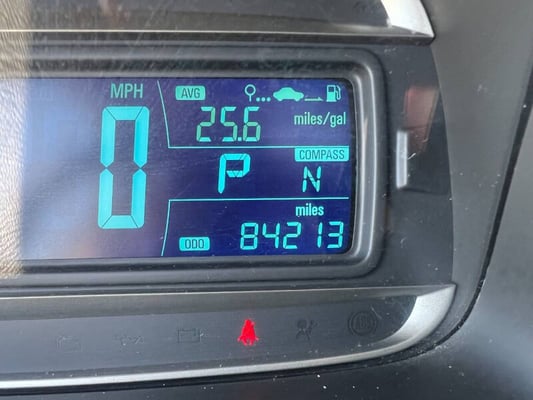 MPH
AVG
25.6 miles/gal
0
P
COMPASS
N
miles
ODO 84213